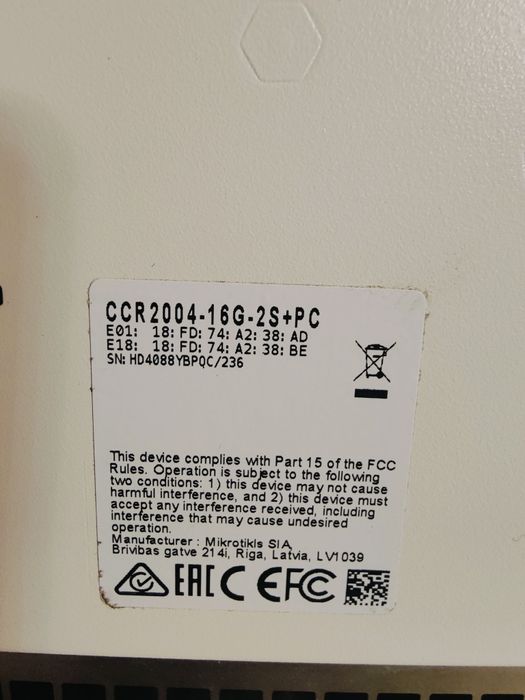 CCR2004-16G-2S+PC
E01: 18: FD: 74: A2: 38: AD
E18: 18: FD: 74: A2: 38: BE
SN: HD4088YBPQC/236
This device complies with Part 15 of the FCC
Rules. Operation is subject to the following
two conditions: 1) this device may not cause
harmful interference, and 2) this device must
accept any interference received, including
interference that may cause undesired
operation.
Manufacturer : Mikrotikls SIA,
Brivibas gatve 214i, Riga, Latvia, LV1039
EAC CE FC